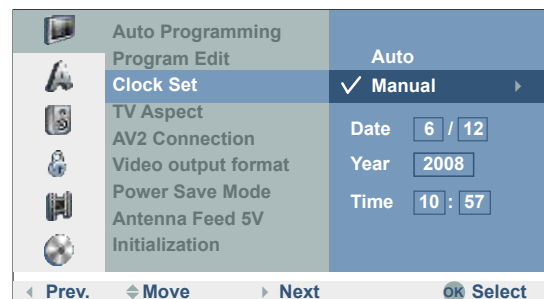 Auto Programming
Program Edit
Clock Set
TV Aspect
AV2 Connection
Video output format
Power Save Mode
Antenna Feed 5V
Initialization
Auto
✓ Manual
Date 6 / 12
Year 2008
Time 10 : 57
Prev. Move Next OK Select